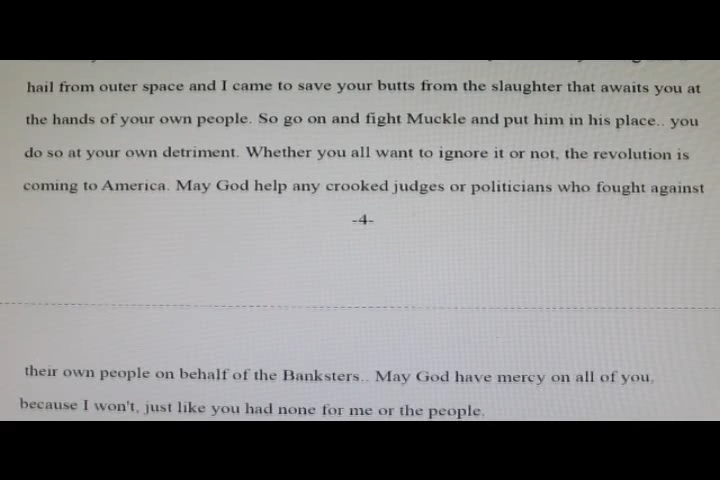 hail from outer space and I came to save your butts from the slaughter that awaits you at
the hands of your own people. So go on and fight Muckle and put him in his place.. you
do so at your own detriment. Whether you all want to ignore it or not, the revolution is
coming to America. May God help any crooked judges or politicians who fought against
-4-
their own people on behalf of the Banksters.. May God have mercy on all of you,
because I won't, just like you had none for me or the people.